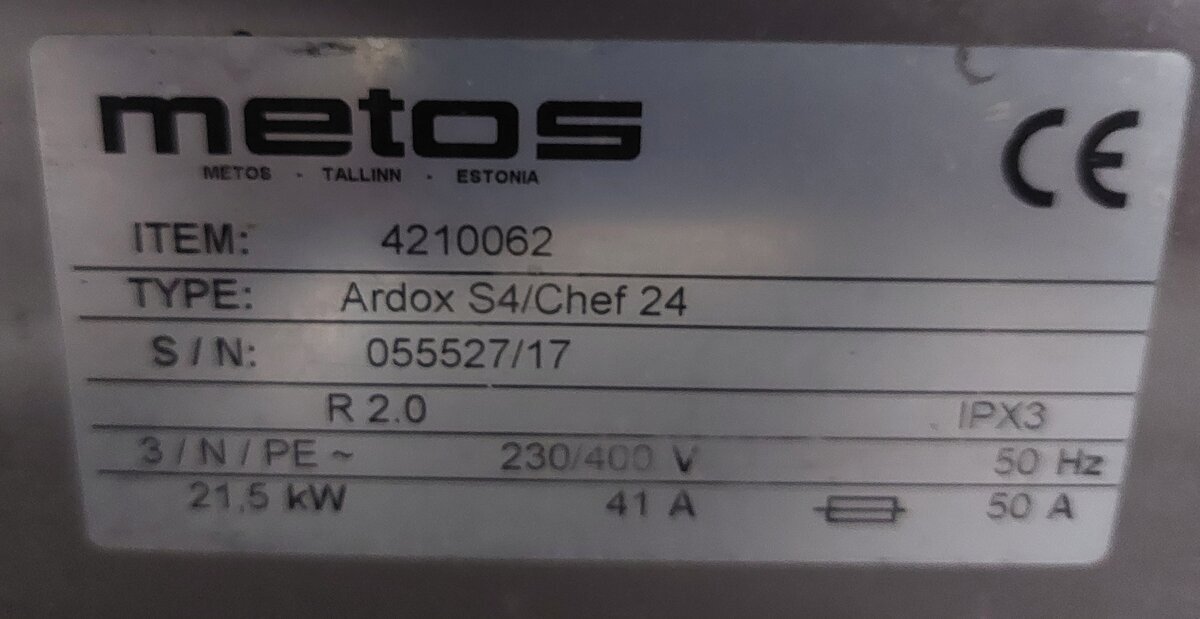 metos
METOS - TALLINN - ESTONIA
CE
ITEM: 4210062
TYPE: Ardox S4/Chef 24
S / N: 055527/17
R 2.0 IPX3
3 / N / PE ~ 230/400 V 50 Hz
21,5 kW 41 A 50 A